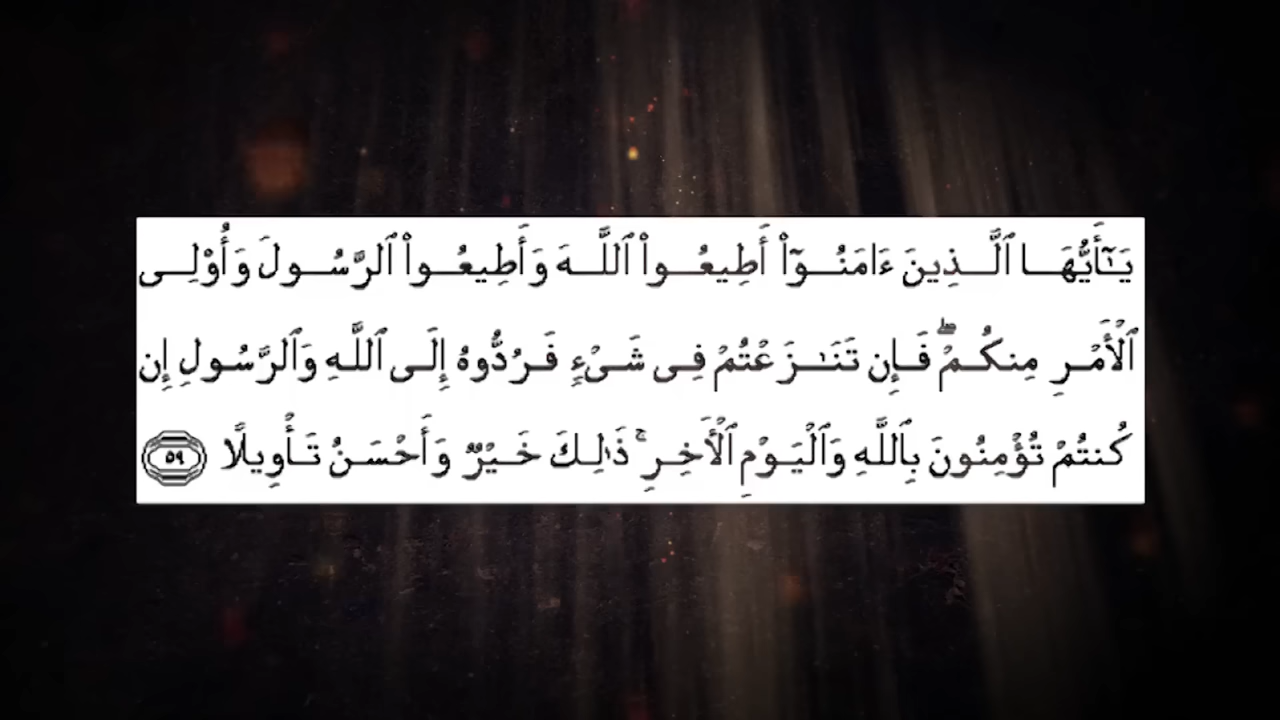 يَـٰٓأَيُّهَا ٱلَّذِينَ ءَامَنُوٓا۟ أَطِيعُوا۟ ٱللَّهَ وَأَطِيعُوا۟ ٱلرَّسُولَ وَأُو۟لِى
ٱلْأَمْرِ مِنكُمْ ۖ فَإِن تَنَـٰزَعْتُمْ فِى شَىْءٍ فَرُدُّوهُ إِلَى ٱللَّهِ وَٱلرَّسُولِ إِن
كُنتُمْ تُؤْمِنُونَ بِٱللَّهِ وَٱلْيَوْمِ ٱلْـَٔاخِرِ ۚ ذَٰلِكَ خَيْرٌ وَأَحْسَنُ تَأْوِيلًا ٥٩